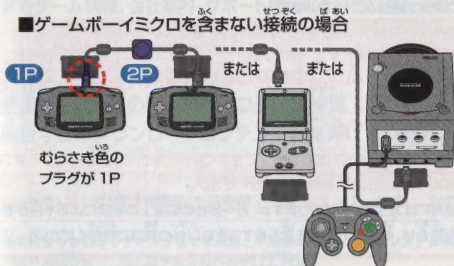 ■ゲームボーイミクロを含まない接続の場合
ふく
せつ ぞく
ば あい
1P
2P
または
または
むらさき色の
いろ
プラグが 1P